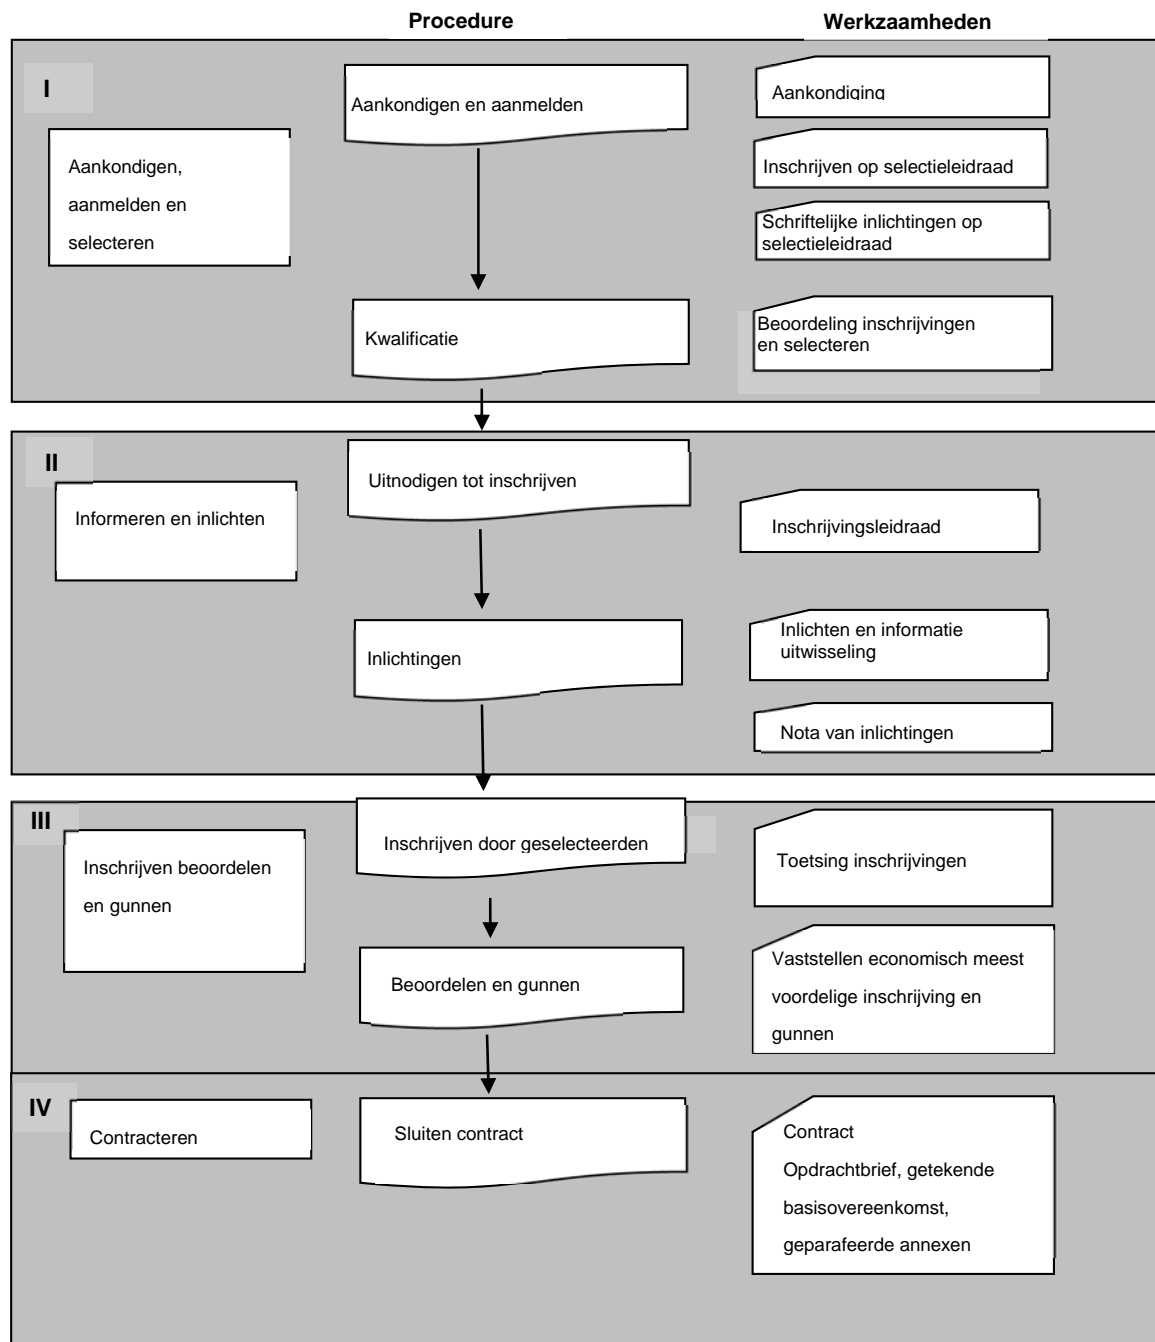 Procedure
Werkzaamheden
I
Aankondigen,
aanmelden en
selecteren
Aankondigen en aanmelden
Kwalificatie
Aankondiging
Inschrijven op selectieleidraad
Schriftelijke inlichtingen op
selectieleidraad
Beoordeling inschrijvingen
en selecteren
II
Informeren en inlichten
Uitnodigen tot inschrijven
Inlichtingen
Inschrijvingsleidraad
Inlichten en informatie
uitwisseling
Nota van inlichtingen
III
Inschrijven beoordelen
en gunnen
Inschrijven door geselecteerden
Beoordelen en gunnen
Toetsing inschrijvingen
Vaststellen economisch meest
voordelige inschrijving en
gunnen
IV
Contracteren
Sluiten contract
Contract
Opdrachtbrief, getekende
basisovereenkomst,
geparafeerde annexen